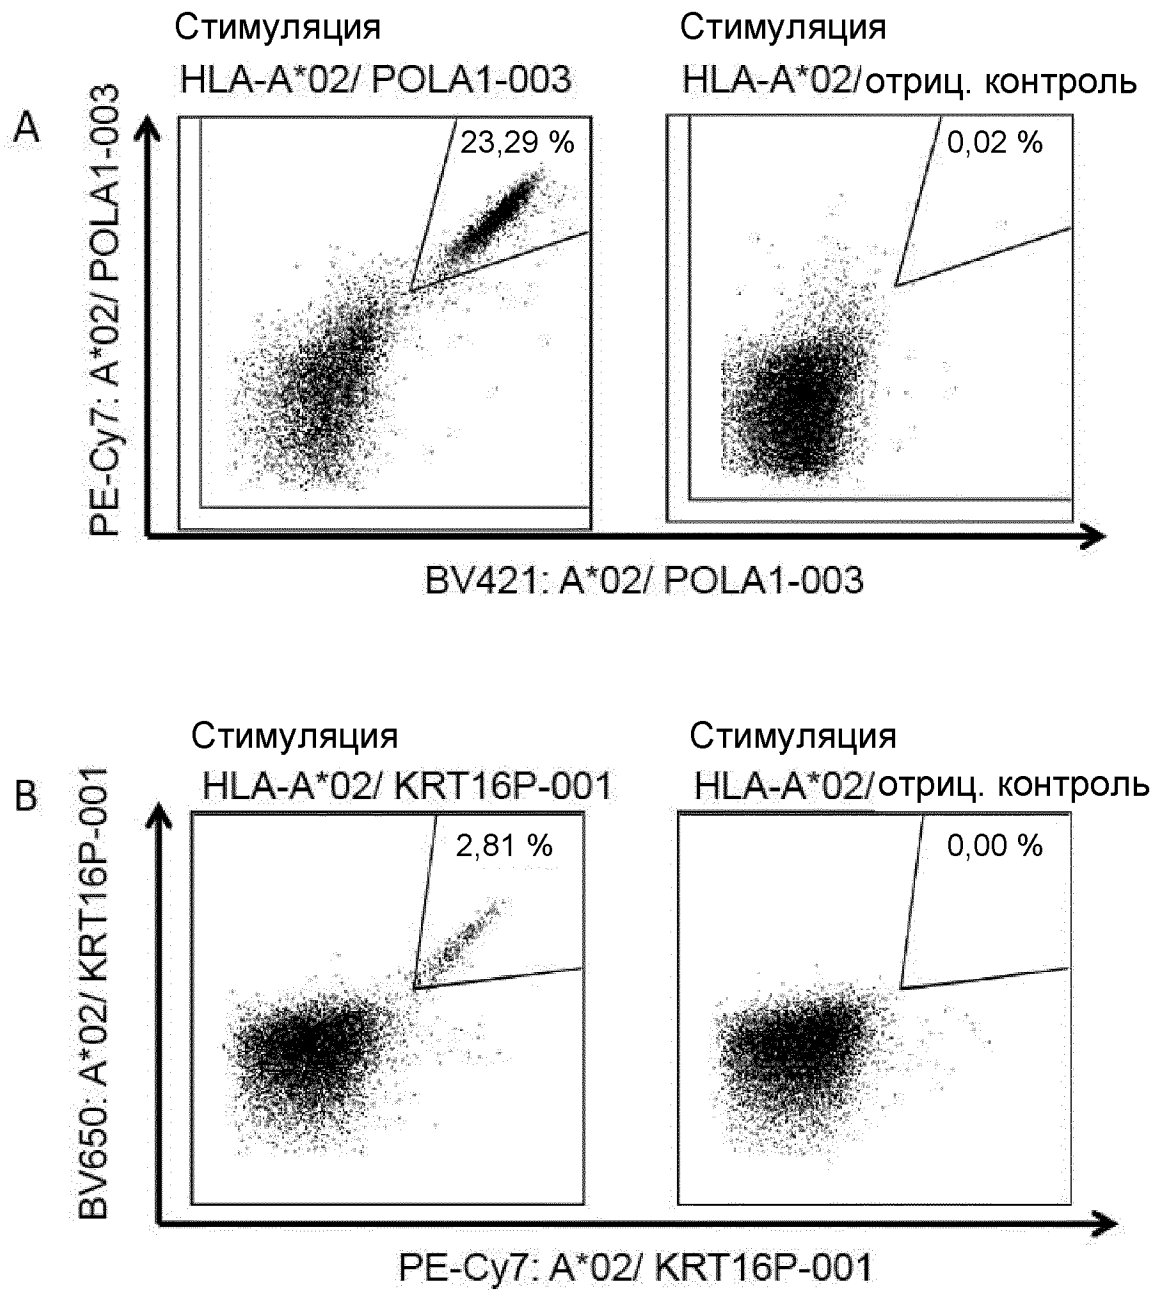 Стимуляция
HLA-A*02/ POLA1-003
Стимуляция
HLA-A*02/отриц. контроль
A
PE-Cy7: A*02/ POLA1-003
23,29 %
0,02 %
BV421: A*02/ POLA1-003
Стимуляция
HLA-A*02/ KRT16P-001
Стимуляция
HLA-A*02/отриц. контроль
B
BV650: A*02/ KRT16P-001
2,81 %
0,00 %
PE-Cy7: A*02/ KRT16P-001